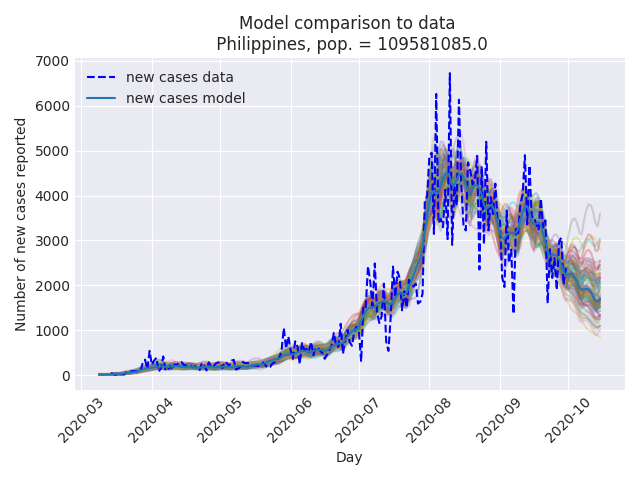 Model comparison to data
Philippines, pop. = 109581085.0
7000
6000
5000
4000
3000
2000
1000
0
Number of new cases reported
new cases data
new cases model
2020-03
2020-04
2020-05
2020-06
2020-07
2020-08
2020-09
2020-10
Day